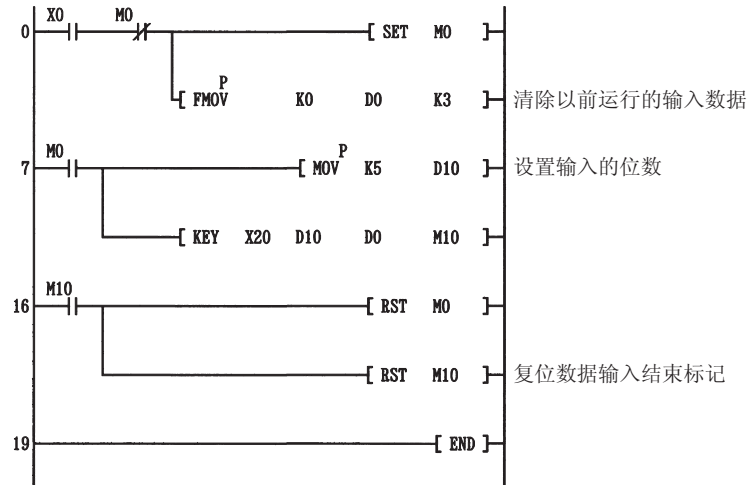 X0 M0
0 SET M0
P
FMOV K0 D0 K3 清除以前运行的输入数据
M0 P
7 MOV K5 D10 设置输入的位数
KEY X20 D10 D0 M10
M10
16 RST M0
RST M10 复位数据输入结束标记
19 END